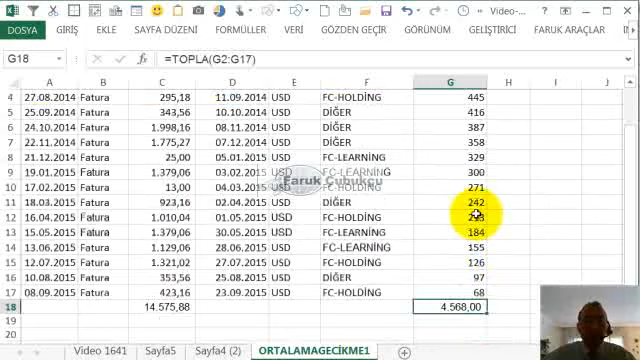 Video-...
DOSYA GİRİŞ EKLE SAYFA DÜZENİ FORMÜLLER VERİ GÖZDEN GEÇİR GÖRÜNÜM GELİŞTİRİCİ FARUK ARAÇLAR Video-
G18 fx =TOPLA(G2:G17)
A B C D E F G H I J
4 27.08.2014 Fatura 295,18 11.09.2014 USD FC-HOLDİNG 445
5 25.09.2014 Fatura 343,56 10.10.2014 USD DİĞER 416
6 24.10.2014 Fatura 1.998,16 08.11.2014 USD DİĞER 387
7 22.11.2014 Fatura 1.775,27 07.12.2014 USD DİĞER 358
8 21.12.2014 Fatura 25,00 05.01.2015 USD FC-LEARNİNG 329
9 19.01.2015 Fatura 1.379,06 03.02.2015 USD FC-LEARNİNG 300
10 17.02.2015 Fatura 13,00 04.03.2015 USD FC-HOLDİNG 271
Faruk Çubukçu
11 18.03.2015 Fatura 923,16 02.04.2015 USD DİĞER 242
12 16.04.2015 Fatura 1.010,04 01.05.2015 USD FC-HOLDİNG
13 15.05.2015 Fatura 1.379,06 30.05.2015 USD FC-LEARNİNG 184
14 13.06.2015 Fatura 1.129,06 28.06.2015 USD FC-LEARNİNG 155
15 12.07.2015 Fatura 1.321,02 27.07.2015 USD FC-HOLDİNG 126
16 10.08.2015 Fatura 353,56 25.08.2015 USD DİĞER 97
17 08.09.2015 Fatura 423,16 23.09.2015 USD FC-HOLDİNG 68
18 14.575,88 4.568,00
19
20
Video 1641 Sayfa5 Sayfa4 (2) ORTALAMAGECİKME1